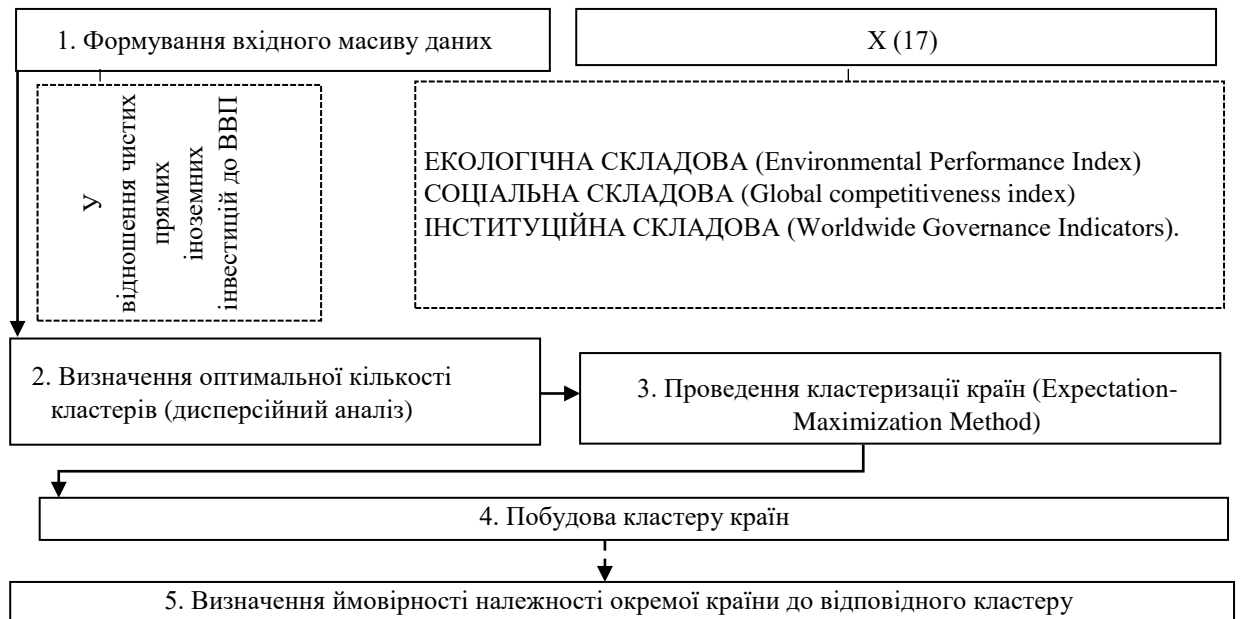 1. Формування вхідного масиву даних
X (17)
У
відношення чистих
прямих
іноземних
інвестицій до ВВП
ЕКОЛОГІЧНА СКЛАДОВА (Environmental Performance Index)
СОЦІАЛЬНА СКЛАДОВА (Global competitiveness index)
ІНСТИТУЦІЙНА СКЛАДОВА (Worldwide Governance Indicators).
2. Визначення оптимальної кількості
кластерів (дисперсійний аналіз)
3. Проведення кластеризації країн (Expectation-
Maximization Method)
4. Побудова кластеру країн
5. Визначення ймовірності належності окремої країни до відповідного кластеру